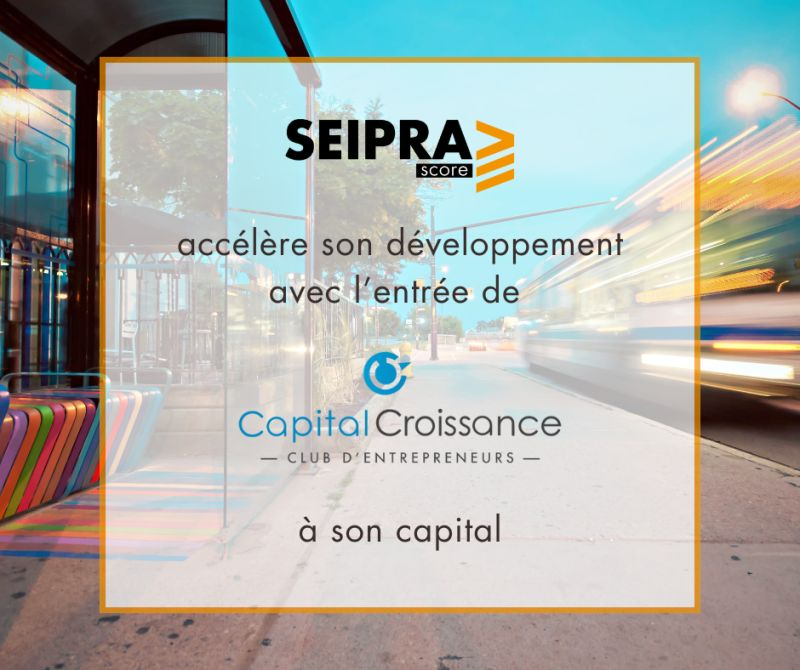 SEIPRA
score
accélère son développement
avec l'entrée de
Capital Croissance
— CLUB D'ENTREPRENEURS —
à son capital